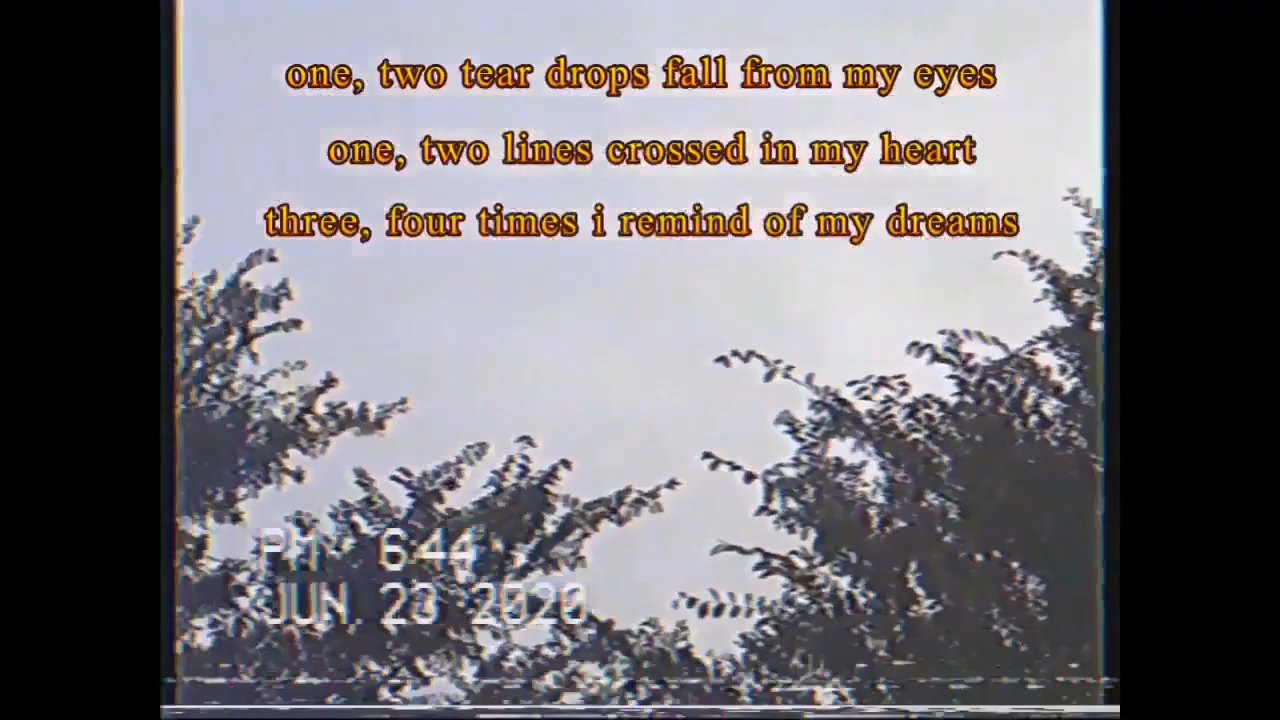 one, two tear drops fall from my eyes
one, two lines crossed in my heart
three, four times i remind of my dreams
PM 6:44
JUN. 23 2020